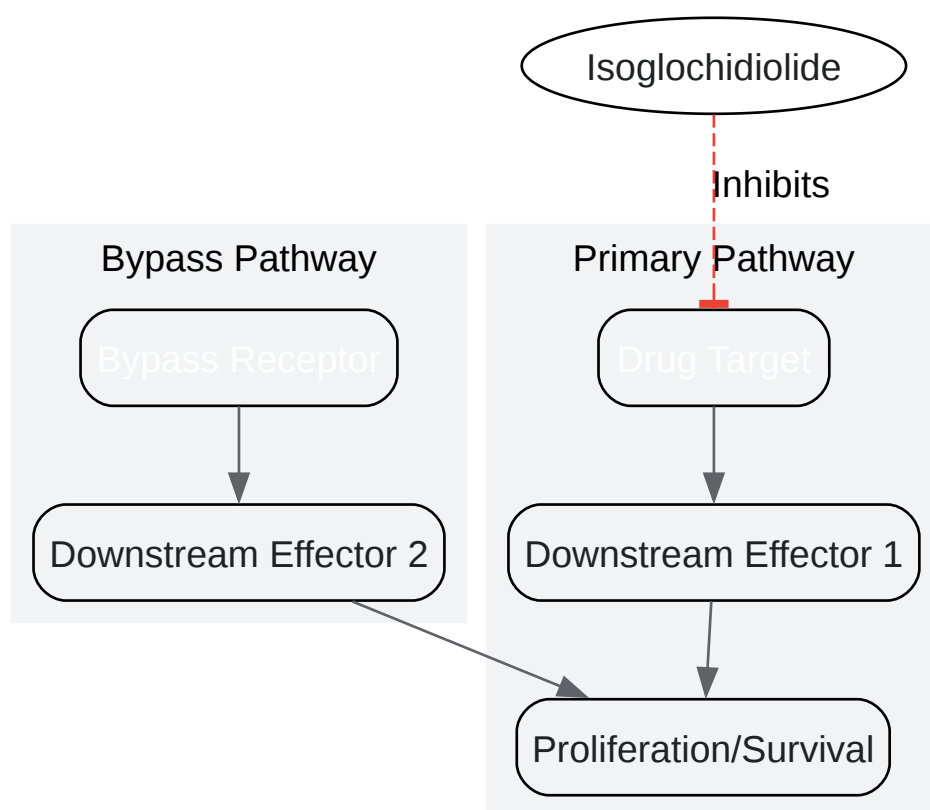 Isoglochidiolide
Inhibits
Bypass Pathway
Primary Pathway
Bypass Receptor
Drug Target
Downstream Effector 2
Downstream Effector 1
Proliferation/Survival